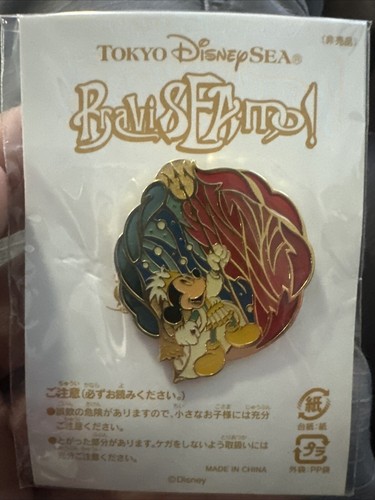 (非売品)
TOKYO DisneySEA®
BraviSEAmo!
ご注意(必ずお読みください。)
●誤飲の危険がありますので、小さなお子様には充分
ご注意ください。
●とがった部分があります。ケガをしないよう取扱いには
充分ご注意ください。
紙
台紙:紙
プラ
外袋:PP袋
MADE IN CHINA
©Disney